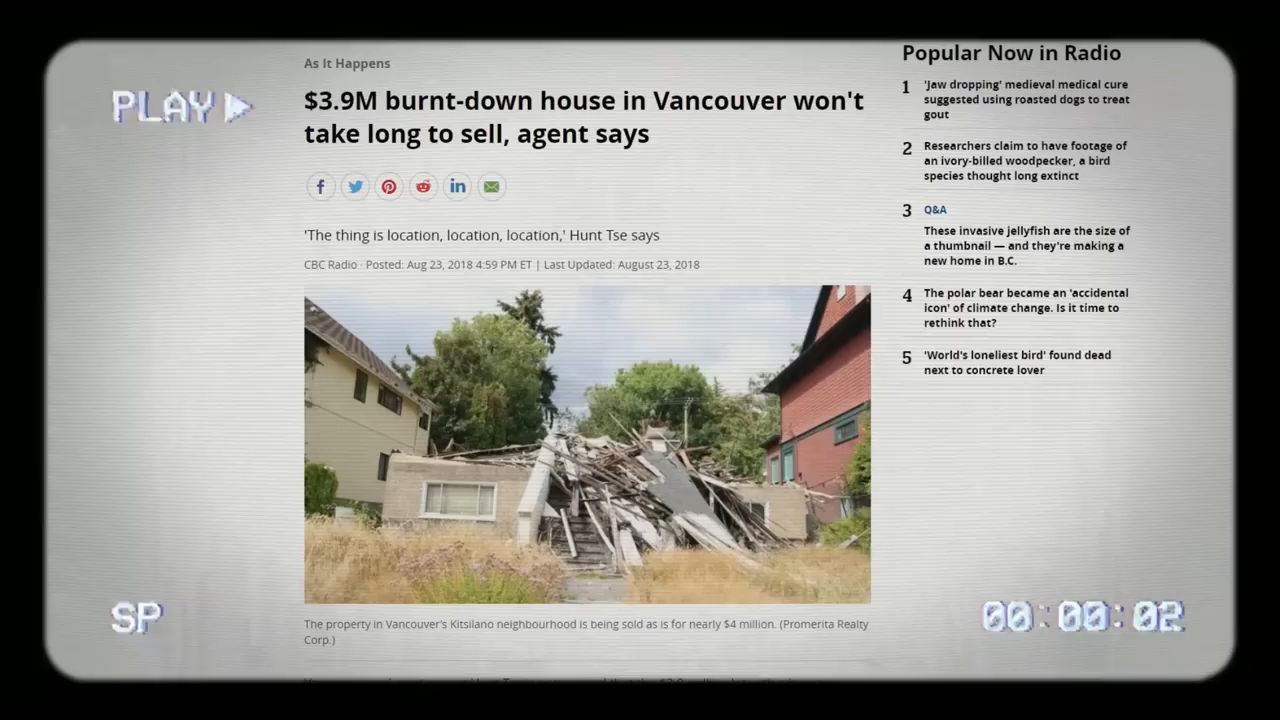 As It Happens
$3.9M burnt-down house in Vancouver won't
take long to sell, agent says
'The thing is location, location, location,' Hunt Tse says
CBC Radio · Posted: Aug 23, 2018 4:59 PM ET | Last Updated: August 23, 2018
The property in Vancouver's Kitsilano neighbourhood is being sold as is for nearly $4 million. (Promerita Realty
Corp.)
Popular Now in Radio
1
'Jaw dropping' medieval medical cure
suggested using roasted dogs to treat
gout
2
Researchers claim to have footage of
an ivory-billed woodpecker, a bird
species thought long extinct
3
Q&A
These invasive jellyfish are the size of
a thumbnail — and they're making a
new home in B.C.
4
The polar bear became an 'accidental
icon' of climate change. Is it time to
rethink that?
5
'World's loneliest bird' found dead
next to concrete lover
PLAY
SP
00:00:02